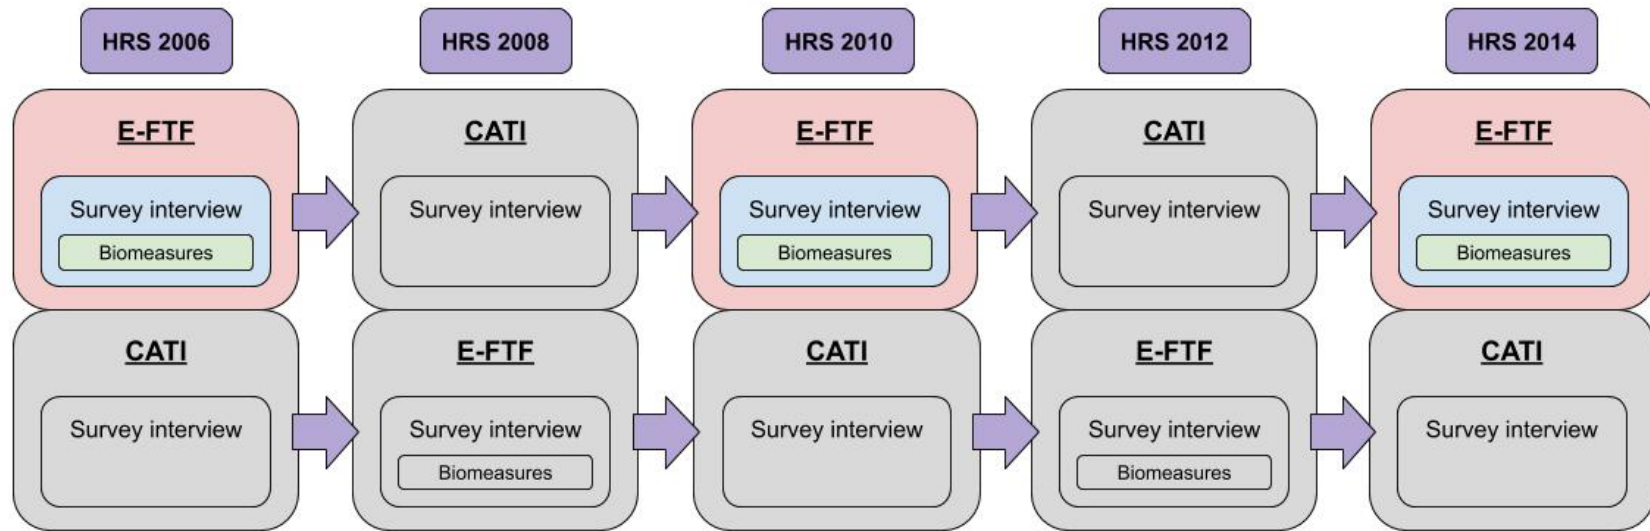 HRS 2006
HRS 2008
HRS 2010
HRS 2012
HRS 2014
E-FTF
Survey interview
Biomeasures
CATI
Survey interview
E-FTF
Survey interview
Biomeasures
CATI
Survey interview
E-FTF
Survey interview
Biomeasures
CATI
Survey interview
E-FTF
Survey interview
Biomeasures
CATI
Survey interview
E-FTF
Survey interview
Biomeasures
CATI
Survey interview